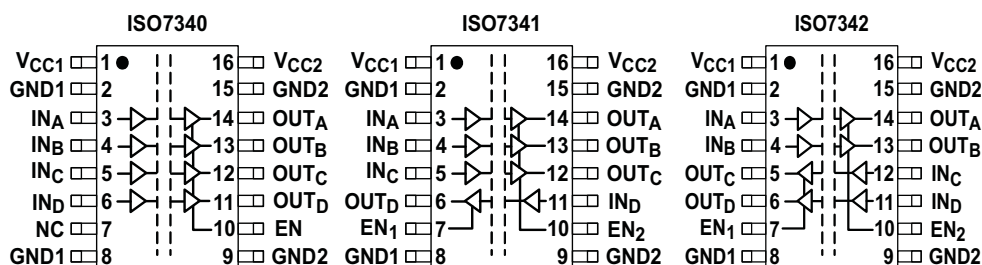 ISO7340
VCC1 1 16 VCC2
GND1 2 15 GND2
INA 3 14 OUTA
INB 4 13 OUTB
INC 5 12 OUTC
IND 6 11 OUTD
NC 7 10 EN
GND1 8 9 GND2
ISO7341
VCC1 1 16 VCC2
GND1 2 15 GND2
INA 3 14 OUTA
INB 4 13 OUTB
INC 5 12 OUTC
OUTD 6 11 IND
EN1 7 10 EN2
GND1 8 9 GND2
ISO7342
VCC1 1 16 VCC2
GND1 2 15 GND2
INA 3 14 OUTA
INB 4 13 OUTB
OUTC 5 12 INC
OUTD 6 11 IND
EN1 7 10 EN2
GND1 8 9 GND2